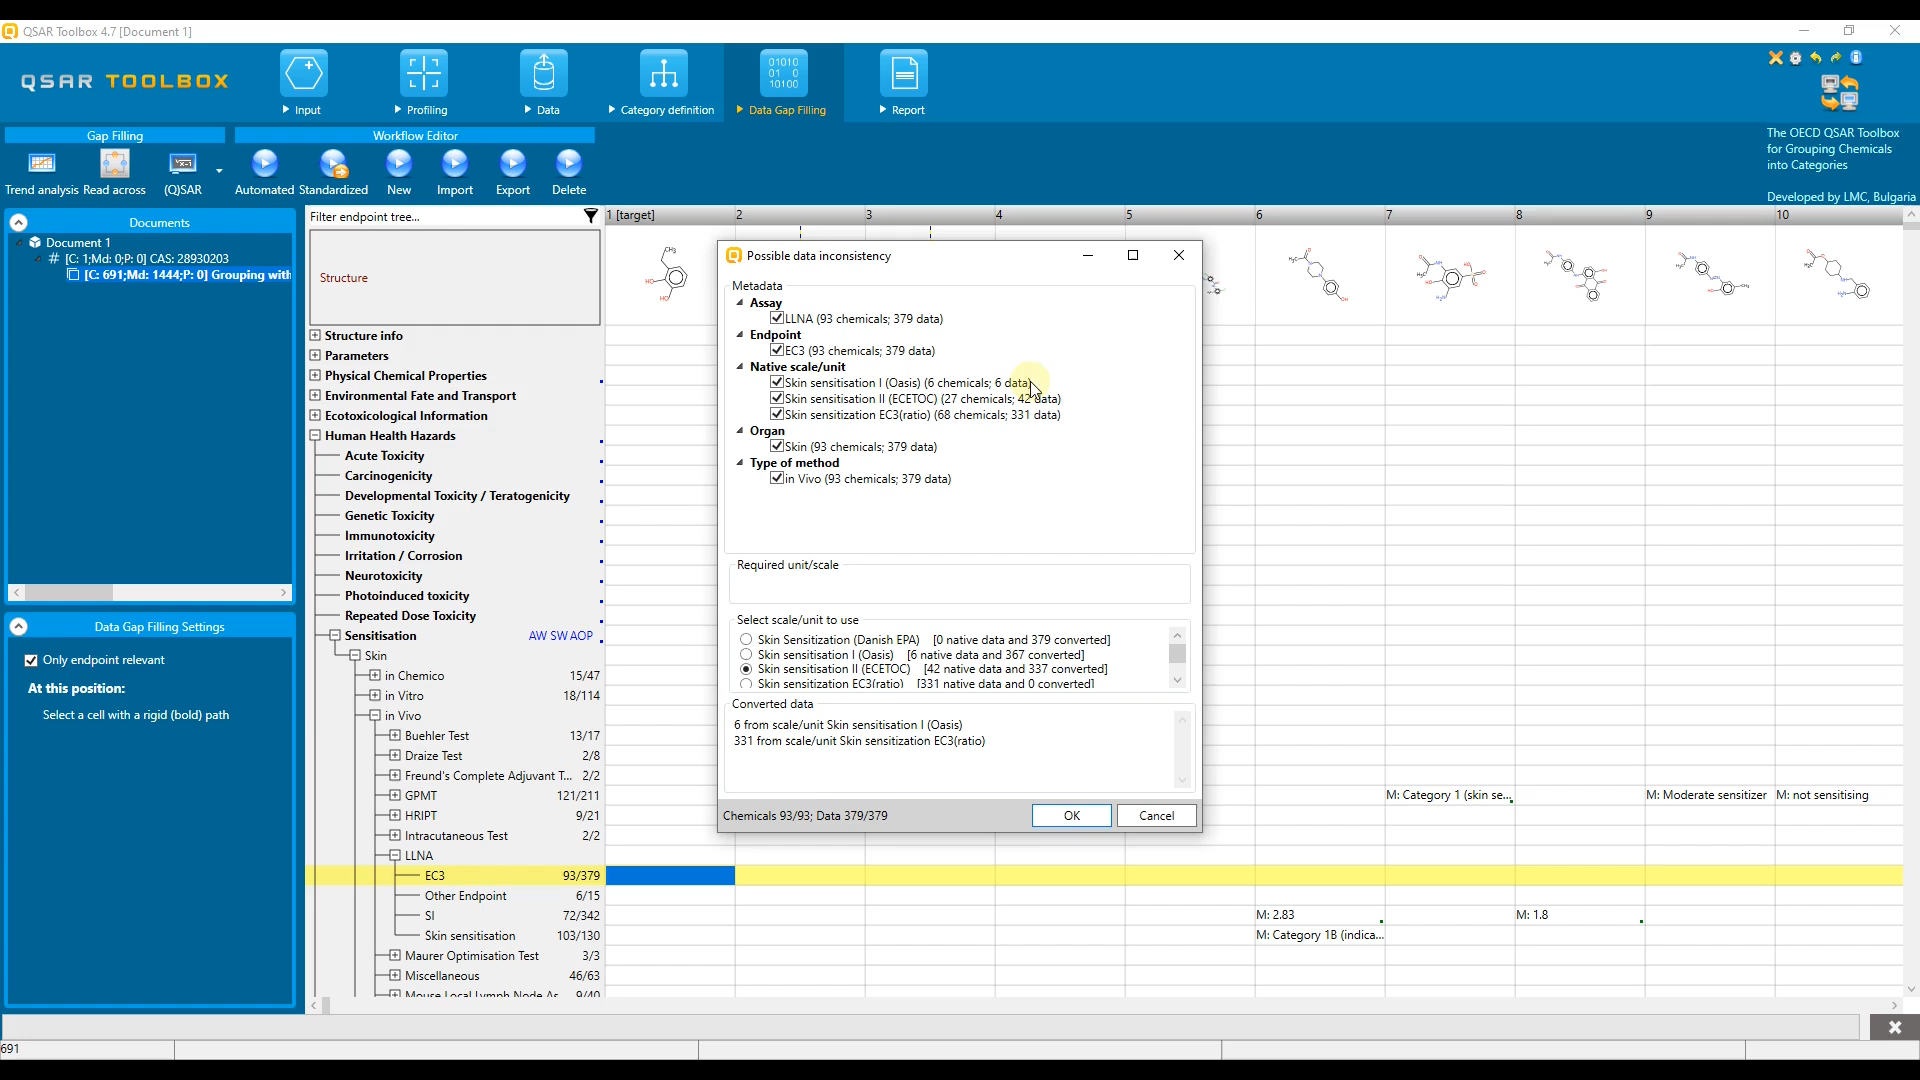 QSAR Toolbox 4.7 [Document 1]
QSAR TOOLBOX
Input
Profiling
Data
Category definition
01010
01 0
10100
Data Gap Filling
Report
Gap Filling
Workflow Editor
Trend analysis
Read across
(Q)SAR
Automated
Standardized
New
Import
Export
Delete
The OECD QSAR Toolbox
for Grouping Chemicals
into Categories
Developed by LMC, Bulgaria
Documents
Document 1
# [C: 1;Md: 0;P: 0] CAS: 28930203
[C: 691;Md: 1444;P: 0] Grouping with
Data Gap Filling Settings
Only endpoint relevant
At this position:
Select a cell with a rigid (bold) path
Filter endpoint tree...
1 [target]
2
3
4
5
6
7
8
9
10
Structure
Structure info
Parameters
Physical Chemical Properties
Environmental Fate and Transport
Ecotoxicological Information
Human Health Hazards
Acute Toxicity
Carcinogenicity
Developmental Toxicity / Teratogenicity
Genetic Toxicity
Immunotoxicity
Irritation / Corrosion
Neurotoxicity
Photoinduced toxicity
Repeated Dose Toxicity
Sensitisation AW SW AOP
Skin
in Chemico 15/47
in Vitro 18/114
in Vivo
Buehler Test 13/17
Draize Test 2/8
Freund's Complete Adjuvant T... 2/2
GPMT 121/211
M: Category 1 (skin se...
M: Moderate sensitizer
M: not sensitising
HRIPT 9/21
Intracutaneous Test 2/2
LLNA
EC3 93/379
Other Endpoint 6/15
SI 72/342
M: 2.83
M: 1.8
Skin sensitisation 103/130
M: Category 1B (indica...
Maurer Optimisation Test 3/3
Miscellaneous 46/63
Mouse Local Lymph Node As 9/40
Possible data inconsistency
Metadata
Assay
LLNA (93 chemicals; 379 data)
Endpoint
EC3 (93 chemicals; 379 data)
Native scale/unit
Skin sensitisation I (Oasis) (6 chemicals; 6 data)
Skin sensitisation II (ECETOC) (27 chemicals; 42 data)
Skin sensitization EC3(ratio) (68 chemicals; 331 data)
Organ
Skin (93 chemicals; 379 data)
Type of method
in Vivo (93 chemicals; 379 data)
Required unit/scale
Select scale/unit to use
Skin Sensitization (Danish EPA) [0 native data and 379 converted]
Skin sensitisation I (Oasis) [6 native data and 367 converted]
Skin sensitisation II (ECETOC) [42 native data and 337 converted]
Skin sensitization EC3(ratio) [331 native data and 0 converted]
Converted data
6 from scale/unit Skin sensitisation I (Oasis)
331 from scale/unit Skin sensitization EC3(ratio)
Chemicals 93/93; Data 379/379
OK
Cancel
691